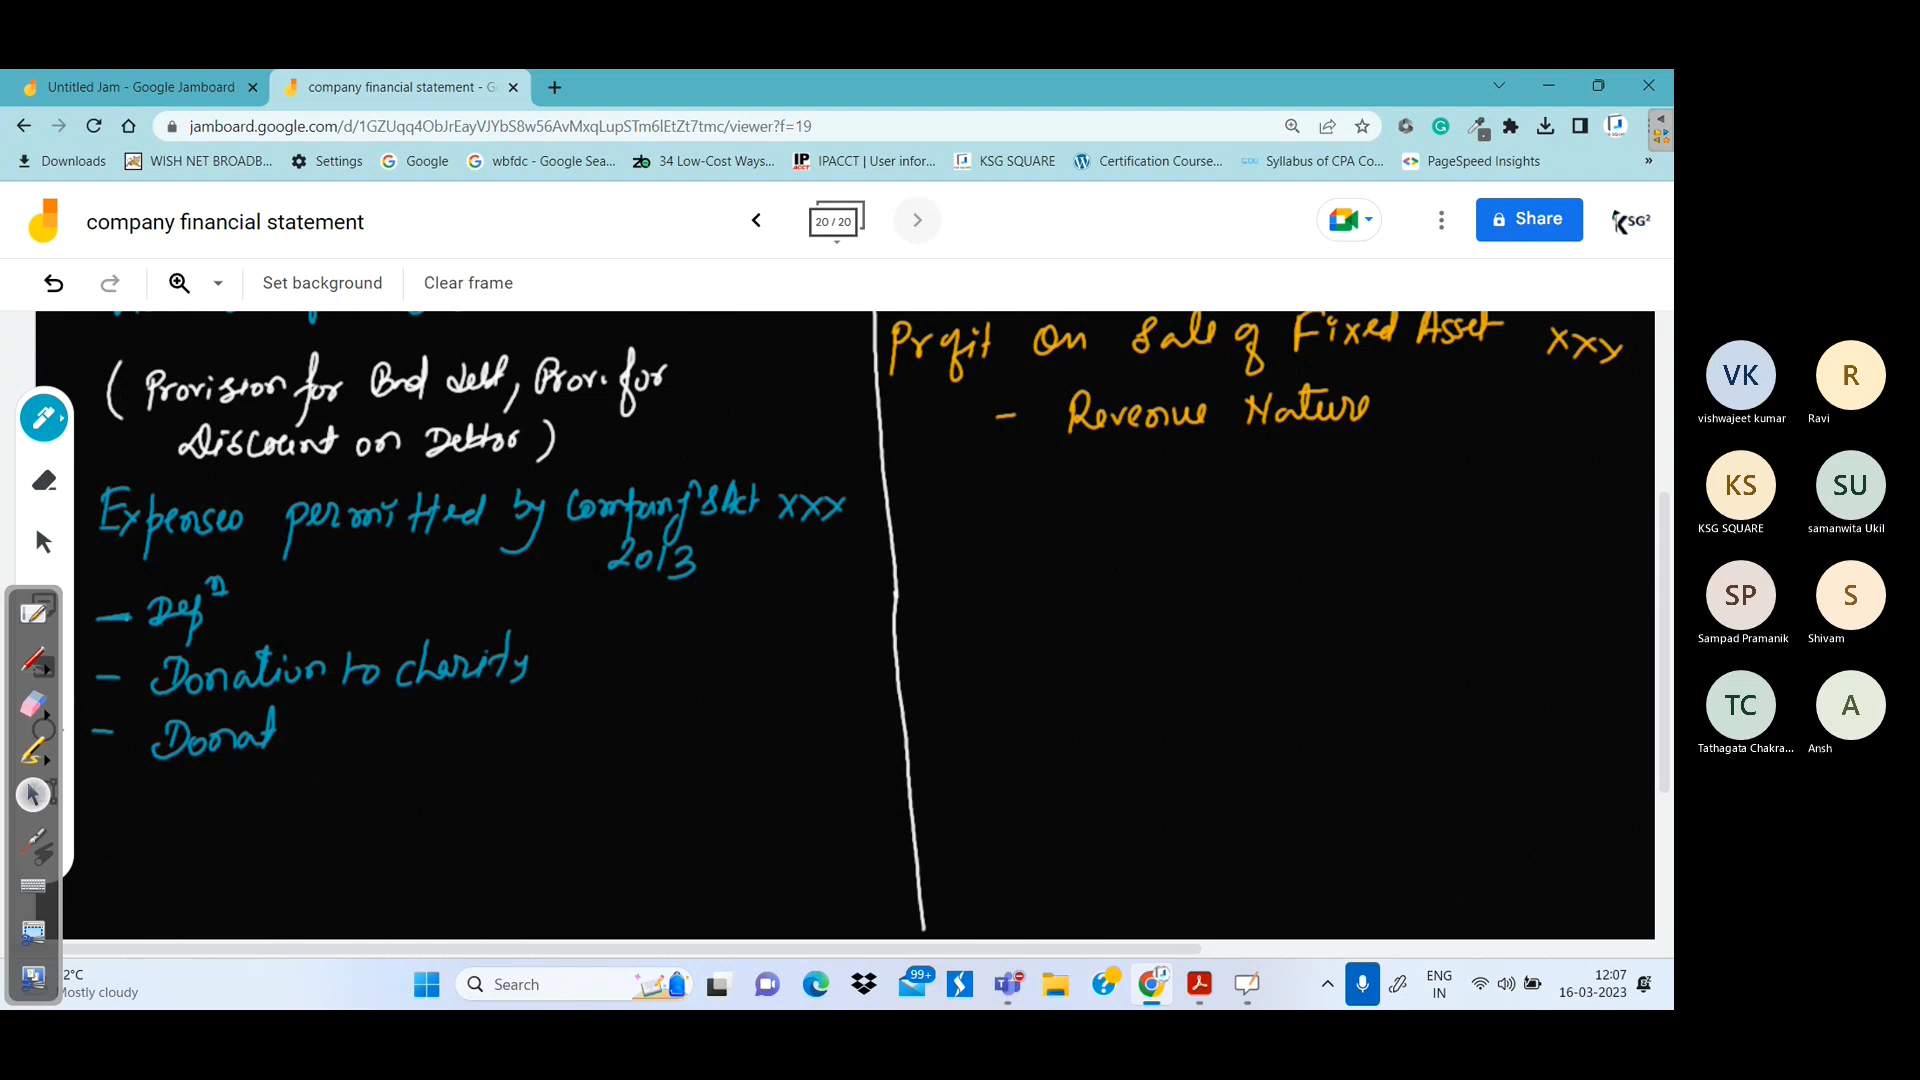 Untitled Jam - Google Jamboard
company financial statement - G
jamboard.google.com/d/1GZUqq4ObJrEayVJYbS8w56AvMxqLupSTm6lEtZt7tmc/viewer?f=19
Downloads WISH NET BROADB... Settings Google wbfdc - Google Sea... 34 Low-Cost Ways... IPACCT | User infor... KSG SQUARE Certification Course... Syllabus of CPA Co... PageSpeed Insights »
company financial statement
20 / 20
Share
KSG²
Set background
Clear frame
(Provision for Bad debt, Provi. for
Discount on Debtor)
Expenses permitted by Company's Act xxx
2013
- Depn
- Donation to charity
- Donat
Profit On Sale of Fixed Asset xxx
- Revenue Nature
VK
vishwajeet kumar
R
Ravi
KS
KSG SQUARE
SU
samanwita Ukil
SP
Sampad Pramanik
S
Shivam
TC
Tathagata Chakra...
A
Ansh
2°C
Mostly cloudy
Search
99+
ENG
IN
12:07
16-03-2023